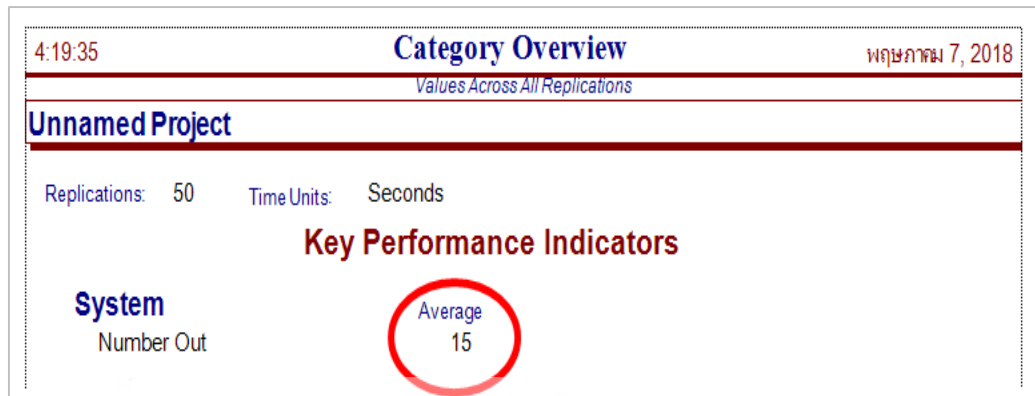 4:19:35 Category Overview พฤษภาคม 7, 2018
Values Across All Replications
Unnamed Project
Replications: 50 Time Units: Seconds
Key Performance Indicators
System Average
Number Out 15